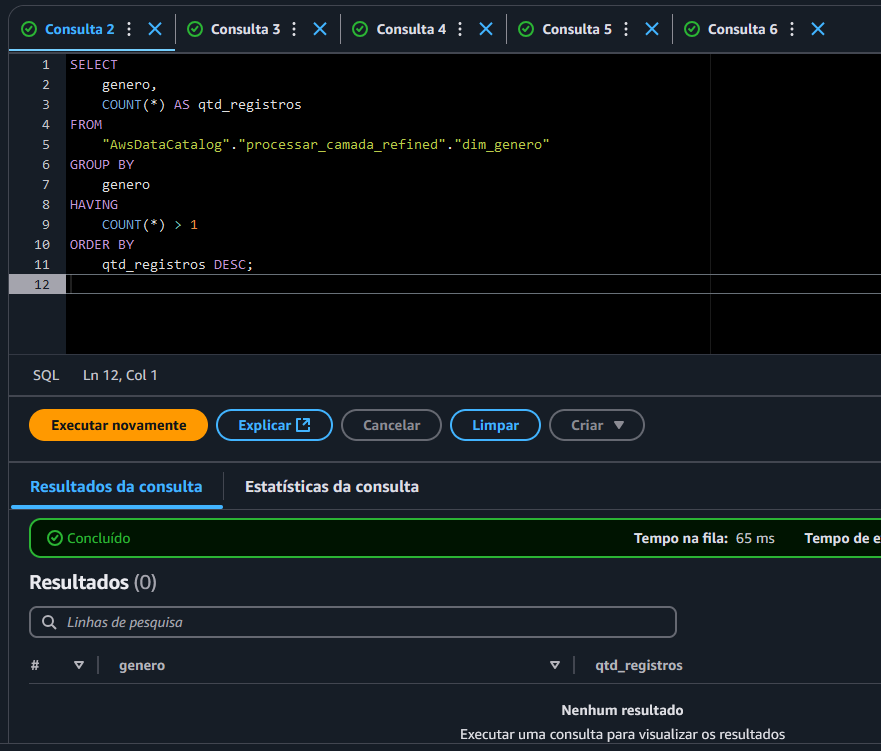 Consulta 2 Consulta 3 Consulta 4 Consulta 5 Consulta 6
1 SELECT
2 genero,
3 COUNT(*) AS qtd_registros
4 FROM
5 "AwsDataCatalog"."processar_camada_refined"."dim_genero"
6 GROUP BY
7 genero
8 HAVING
9 COUNT(*) > 1
10 ORDER BY
11 qtd_registros DESC;
12
SQL Ln 12, Col 1
Executar novamente Explicar Cancelar Limpar Criar
Resultados da consulta Estatísticas da consulta
Concluído Tempo na fila: 65 ms Tempo de e
Resultados (0)
Linhas de pesquisa
# genero qtd_registros
Nenhum resultado
Executar uma consulta para visualizar os resultados